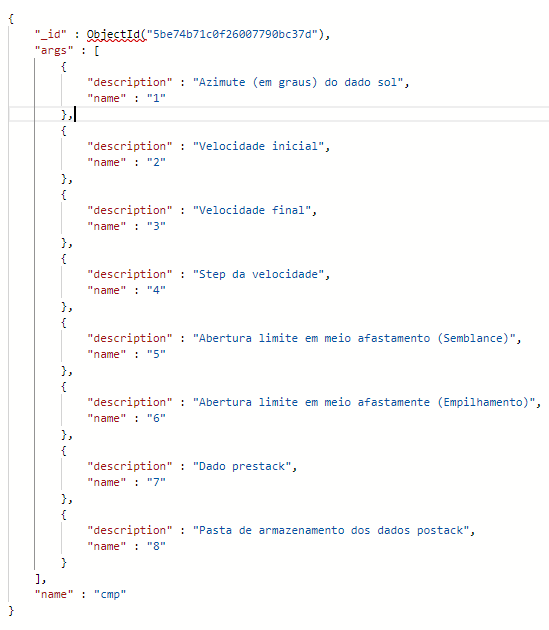 {
    "_id" : ObjectId("5be74b71c0f26007790bc37d"),
    "args" : [
        {
            "description" : "Azimute (em graus) do dado sol",
            "name" : "1"
        },
        {
            "description" : "Velocidade inicial",
            "name" : "2"
        },
        {
            "description" : "Velocidade final",
            "name" : "3"
        },
        {
            "description" : "Step da velocidade",
            "name" : "4"
        },
        {
            "description" : "Abertura limite em meio afastamento (Semblance)",
            "name" : "5"
        },
        {
            "description" : "Abertura limite em meio afastamente (Empilhamento)",
            "name" : "6"
        },
        {
            "description" : "Dado prestack",
            "name" : "7"
        },
        {
            "description" : "Pasta de armazenamento dos dados postack",
            "name" : "8"
        }
    ],
    "name" : "cmp"
}